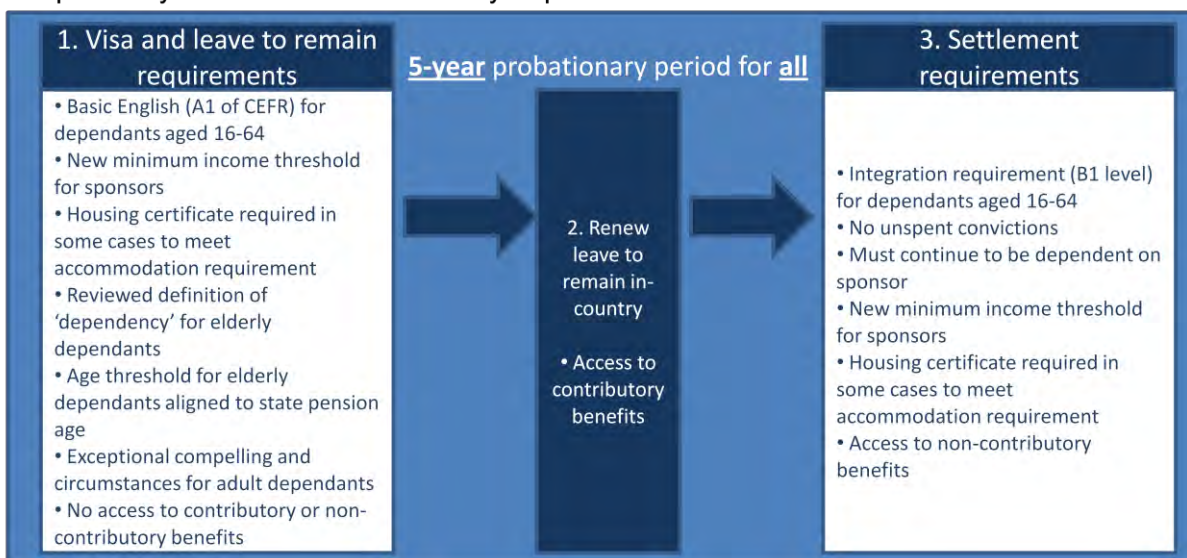 1. Visa and leave to remain
requirements
• Basic English (A1 of CEFR) for
dependants aged 16-64
• New minimum income threshold
for sponsors
• Housing certificate required in
some cases to meet
accommodation requirement
• Reviewed definition of
‘dependency’ for elderly
dependants
• Age threshold for elderly
dependants aligned to state pension
age
• Exceptional compelling and
circumstances for adult dependants
• No access to contributory or non-
contributory benefits
5-year probationary period for all
2. Renew
leave to
remain in-
country
• Access to
contributory
benefits
3. Settlement
requirements
• Integration requirement (B1 level)
for dependants aged 16-64
• No unspent convictions
• Must continue to be dependent on
sponsor
• New minimum income threshold
for sponsors
• Housing certificate required in
some cases to meet
accommodation requirement
• Access to non-contributory
benefits